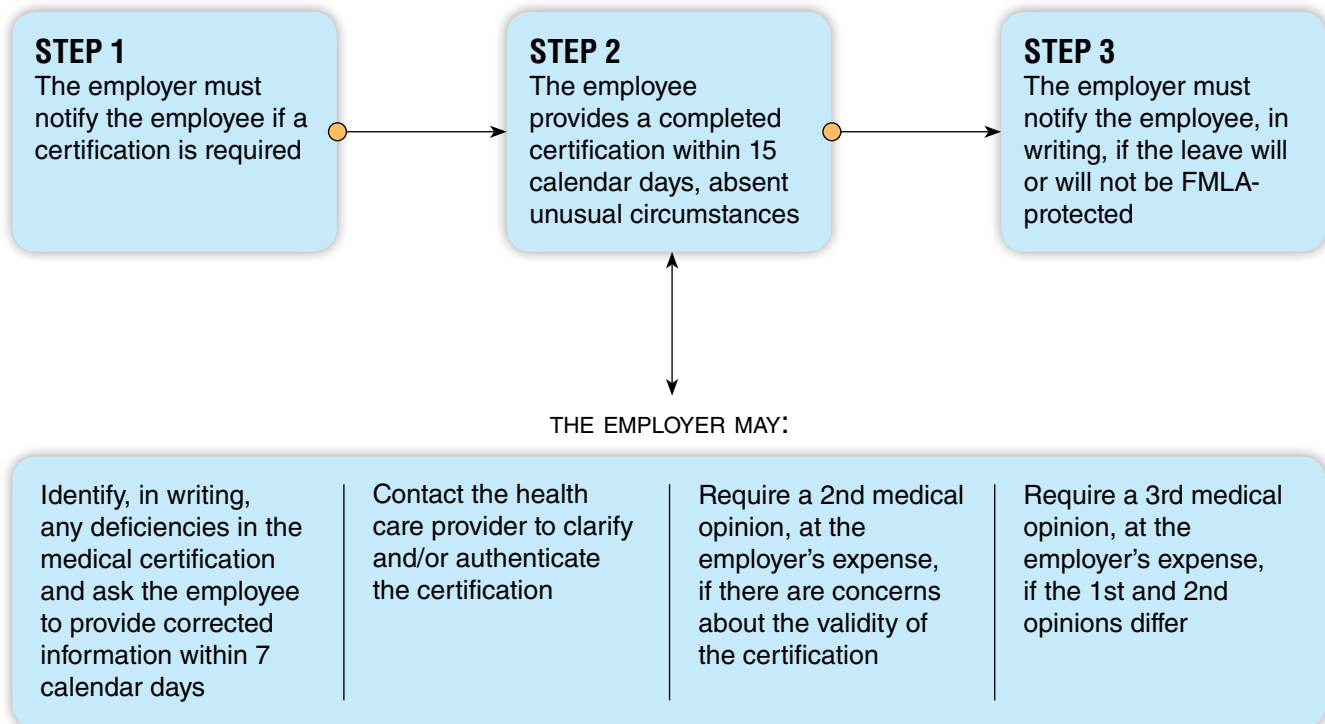 STEP 1
The employer must
notify the employee if a
certification is required
STEP 2
The employee
provides a completed
certification within 15
calendar days, absent
unusual circumstances
STEP 3
The employer must
notify the employee, in
writing, if the leave will
or will not be FMLA-
protected
THE EMPLOYER MAY:
Identify, in writing,
any deficiencies in the
medical certification
and ask the employee
to provide corrected
information within 7
calendar days
Contact the health
care provider to clarify
and/or authenticate
the certification
Require a 2nd medical
opinion, at the
employer’s expense,
if there are concerns
about the validity of
the certification
Require a 3rd medical
opinion, at the
employer’s expense,
if the 1st and 2nd
opinions differ